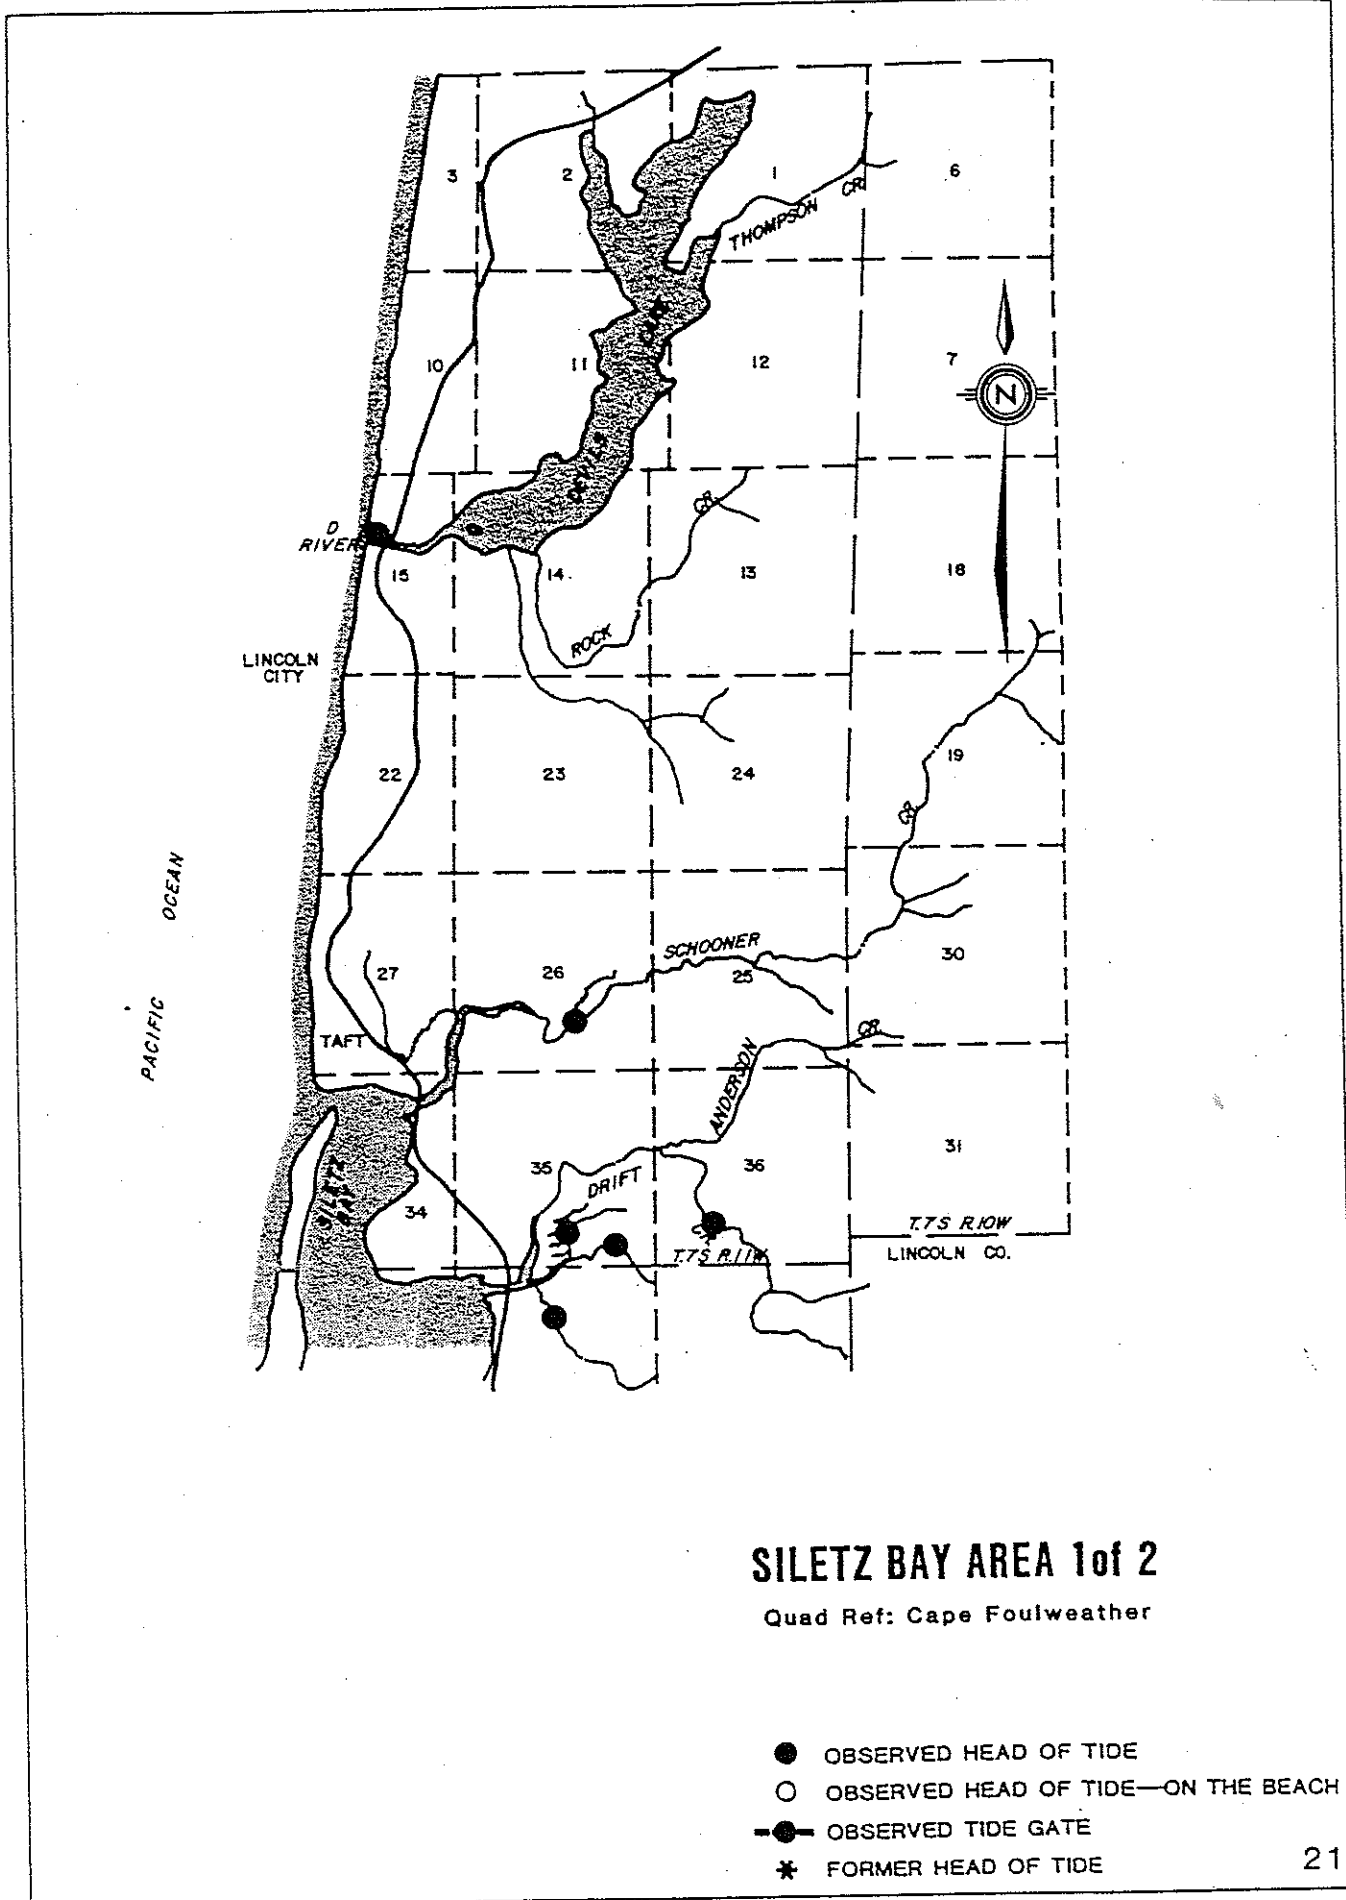 3
2
1
6
THOMPSON CR.
10
11
LAKE
12
7
N
DEVILS
D
RIVER
15
14
CR.
13
18
ROCK
LINCOLN
CITY
22
23
24
19
CR.
PACIFIC OCEAN
27
26
SCHOONER
25
30
TAFT
ANDERSON
CR.
SILETZ
BAY
34
35
DRIFT
36
31
T.7S R.11W
T.7S R.10W
LINCOLN CO.
SILETZ BAY AREA 1of 2
Quad Ref: Cape Foulweather
OBSERVED HEAD OF TIDE
OBSERVED HEAD OF TIDE—ON THE BEACH
OBSERVED TIDE GATE
FORMER HEAD OF TIDE
21